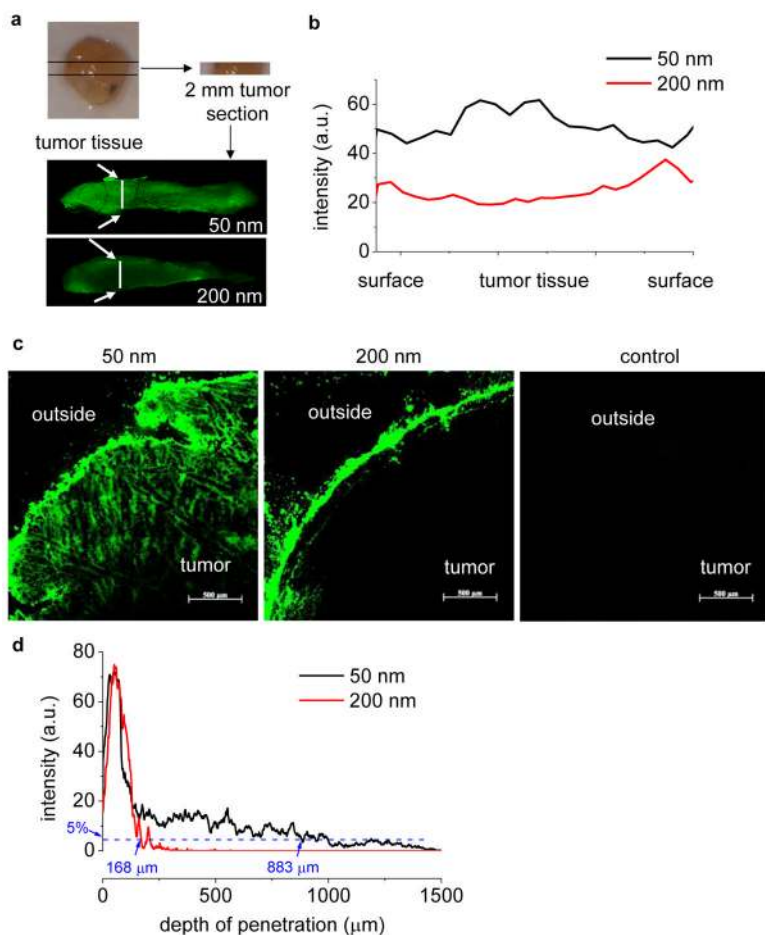 a
2 mm tumor
section
tumor tissue
50 nm
200 nm
b
50 nm
200 nm
60
40
20
0
intensity (a.u.)
surface tumor tissue surface
c
50 nm 200 nm control
outside
tumor
500 µm
outside
tumor
500 µm
outside
tumor
500 µm
d
80
60
40
20
0
5%
intensity (a.u.)
50 nm
200 nm
168 µm
883 µm
0 500 1000 1500
depth of penetration (µm)